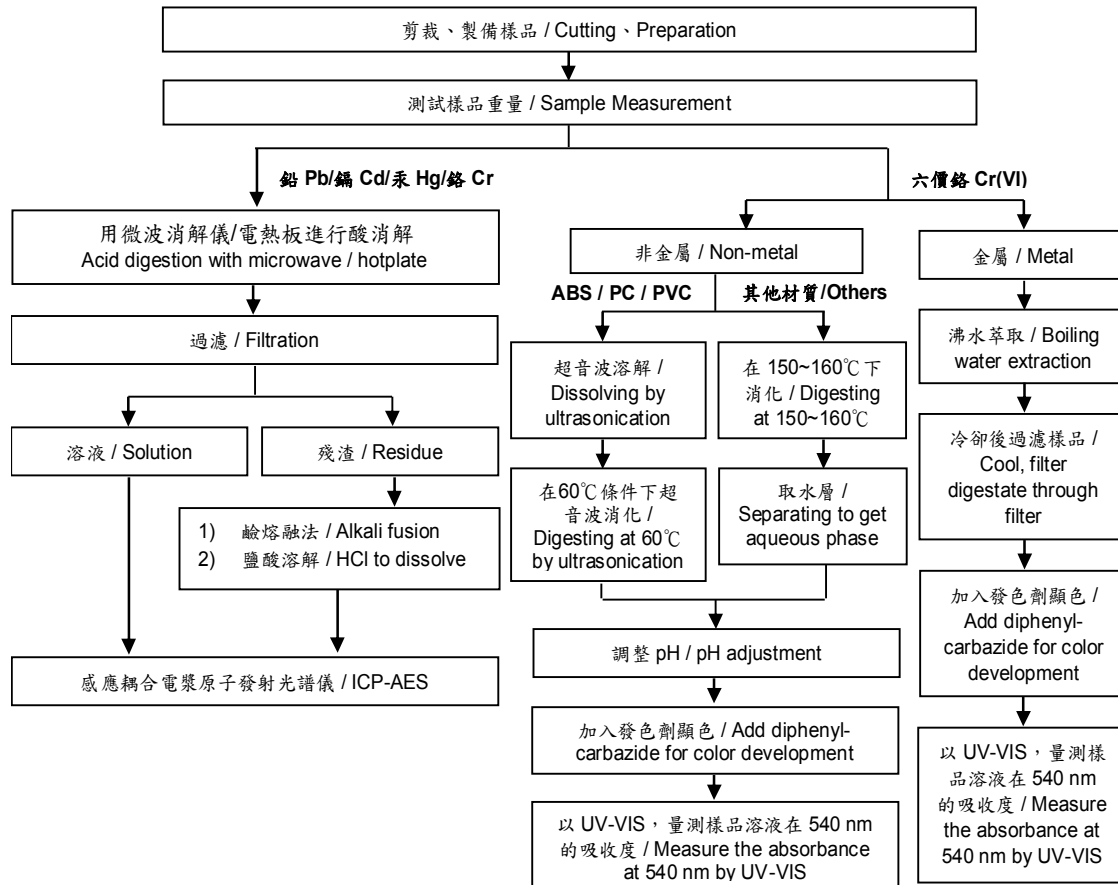 剪裁、製備樣品 / Cutting、Preparation
測試樣品重量 / Sample Measurement
鉛 Pb/鎘 Cd/汞 Hg/鉻 Cr
六價鉻 Cr(VI)
用微波消解儀/電熱板進行酸消解
Acid digestion with microwave / hotplate
過濾 / Filtration
溶液 / Solution
殘渣 / Residue
1) 鹼熔融法 / Alkali fusion
2) 鹽酸溶解 / HCl to dissolve
感應耦合電漿原子發射光譜儀 / ICP-AES
非金屬 / Non-metal
ABS / PC / PVC
其他材質/Others
超音波溶解 /
Dissolving by
ultrasonication
在 150~160℃下
消化 / Digesting
at 150~160℃
在60℃條件下超
音波消化 /
Digesting at 60℃
by ultrasonication
取水層 /
Separating to get
aqueous phase
調整 pH / pH adjustment
加入發色劑顯色 / Add diphenyl-
carbazide for color development
以 UV-VIS，量測樣品溶液在 540 nm
的吸收度 / Measure the absorbance
at 540 nm by UV-VIS
金屬 / Metal
沸水萃取 / Boiling
water extraction
冷卻後過濾樣品 /
Cool, filter
digestate through
filter
加入發色劑顯色 /
Add diphenyl-
carbazide for color
development
以 UV-VIS，量測樣
品溶液在 540 nm
的吸收度 / Measure
the absorbance at
540 nm by UV-VIS